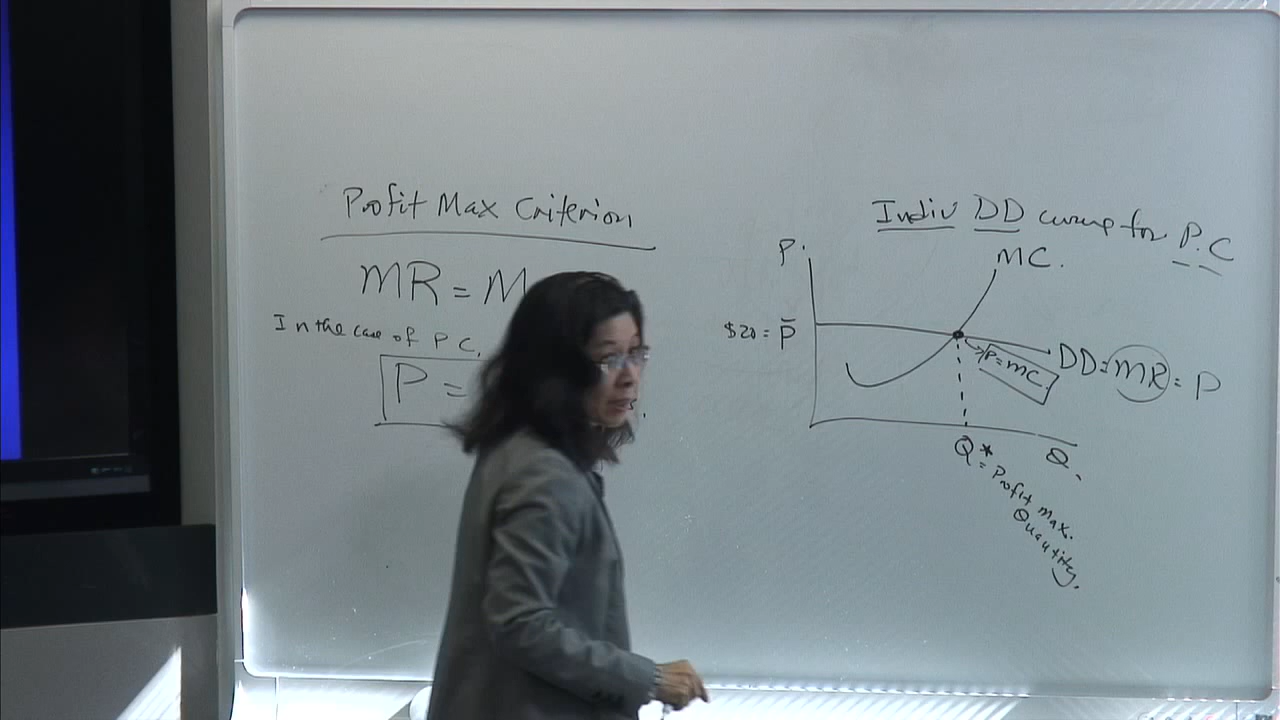 Profit Max Criterion
MR = M
In the case of P C,
P =
Indiv DD curve for P.C
P.
MC.
$20 = P̄
P = MC
DD = MR = P
Q* = Profit Max. Quantity.
Q.